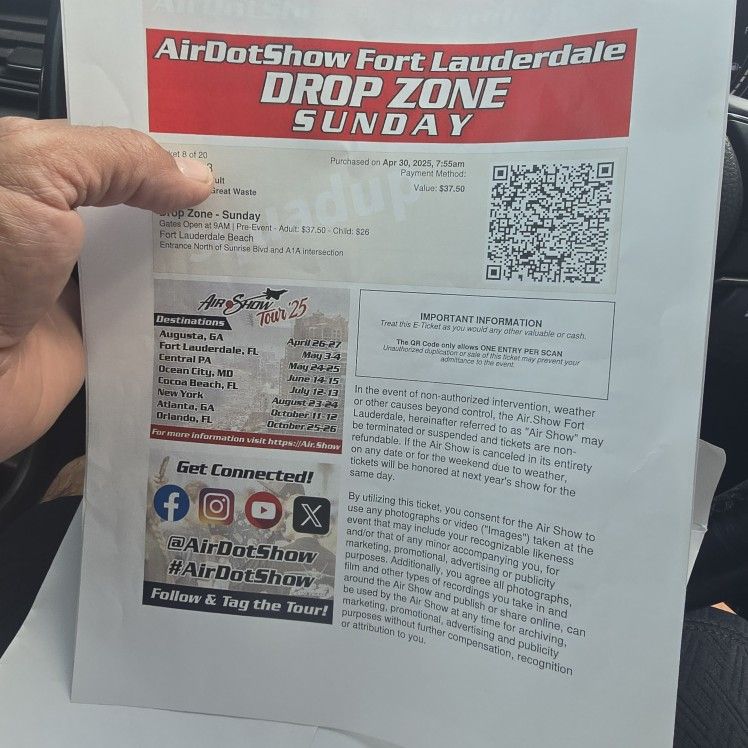 AirDotShow Fort Lauderdale
DROP ZONE
SUNDAY
ket 8 of 20
3
ult
Great Waste
Purchased on Apr 30, 2025, 7:55am
Payment Method:
Value: $37.50
Drop Zone - Sunday
Gates Open at 9AM | Pre-Event - Adult: $37.50 - Child: $26
Fort Lauderdale Beach
Entrance North of Sunrise Blvd and A1A intersection
AIR SHOW
Tour '25
Destinations
Augusta, GA April 26-27
Fort Lauderdale, FL May 3-4
Central PA May 24-25
Ocean City, MD June 14-15
Cocoa Beach, FL July 12-13
New York August 23-24
Atlanta, GA October 11-12
Orlando, FL October 25-26
For more information visit https://Air.Show
IMPORTANT INFORMATION
Treat this E-Ticket as you would any other valuable or cash.
The QR Code only allows ONE ENTRY PER SCAN
Unauthorized duplication or sale of this ticket may prevent your
admittance to the event.
In the event of non-authorized intervention, weather
or other causes beyond control, the Air.Show Fort
Lauderdale, hereinafter referred to as "Air Show" may
be terminated or suspended and tickets are non-
refundable. If the Air Show is canceled in its entirety
on any date or for the weekend due to weather,
tickets will be honored at next year's show for the
same day.
Get Connected!
@AirDotShow
#AirDotShow
Follow & Tag the Tour!
By utilizing this ticket, you consent for the Air Show to
use any photographs or video ("Images") taken at the
event that may include your recognizable likeness
and/or that of any minor accompanying you, for
marketing, promotional, advertising or publicity
purposes. Additionally, you agree all photographs,
film and other types of recordings you take in and
around the Air Show and publish or share online, can
be used by the Air Show at any time for archiving,
marketing, promotional, advertising and publicity
purposes without further compensation, recognition
or attribution to you.